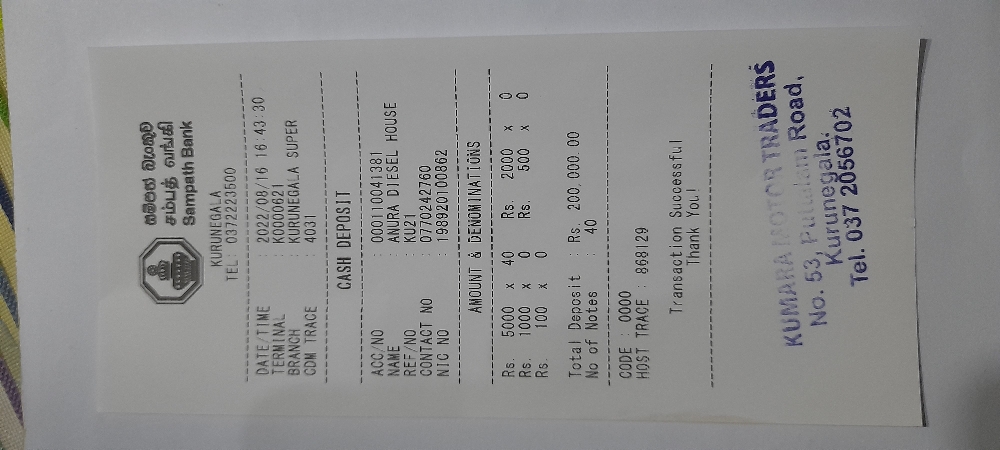 සම්පත් බැංකුව
சம்பத் வங்கி
Sampath Bank
KURUNEGALA
TEL: 0372223500
DATE/TIME : 2022/08/16 16:43:30
TERMINAL : K0000621
BRANCH : KURUNEGALA SUPER
CDM TRACE : 4031
CASH DEPOSIT
ACC/NO : 000110041381
NAME : ANURA DIESEL HOUSE
REF/NO : KU21
CONTACT NO : 0770242760
NIC NO : 198920100862
AMOUNT & DENOMINATIONS
Rs. 5000 x 40 Rs. 2000 x 0
Rs. 1000 x 0 Rs. 500 x 0
Rs. 100 x 0
Total Deposit : Rs. 200,000.00
No of Notes : 40
CODE : 0000
HOST TRACE : 868129
Transaction Successful
Thank You!
KUMARA MOTOR TRADERS
No. 53, Puttalam Road,
Kurunegala.
Tel. 037 2056702